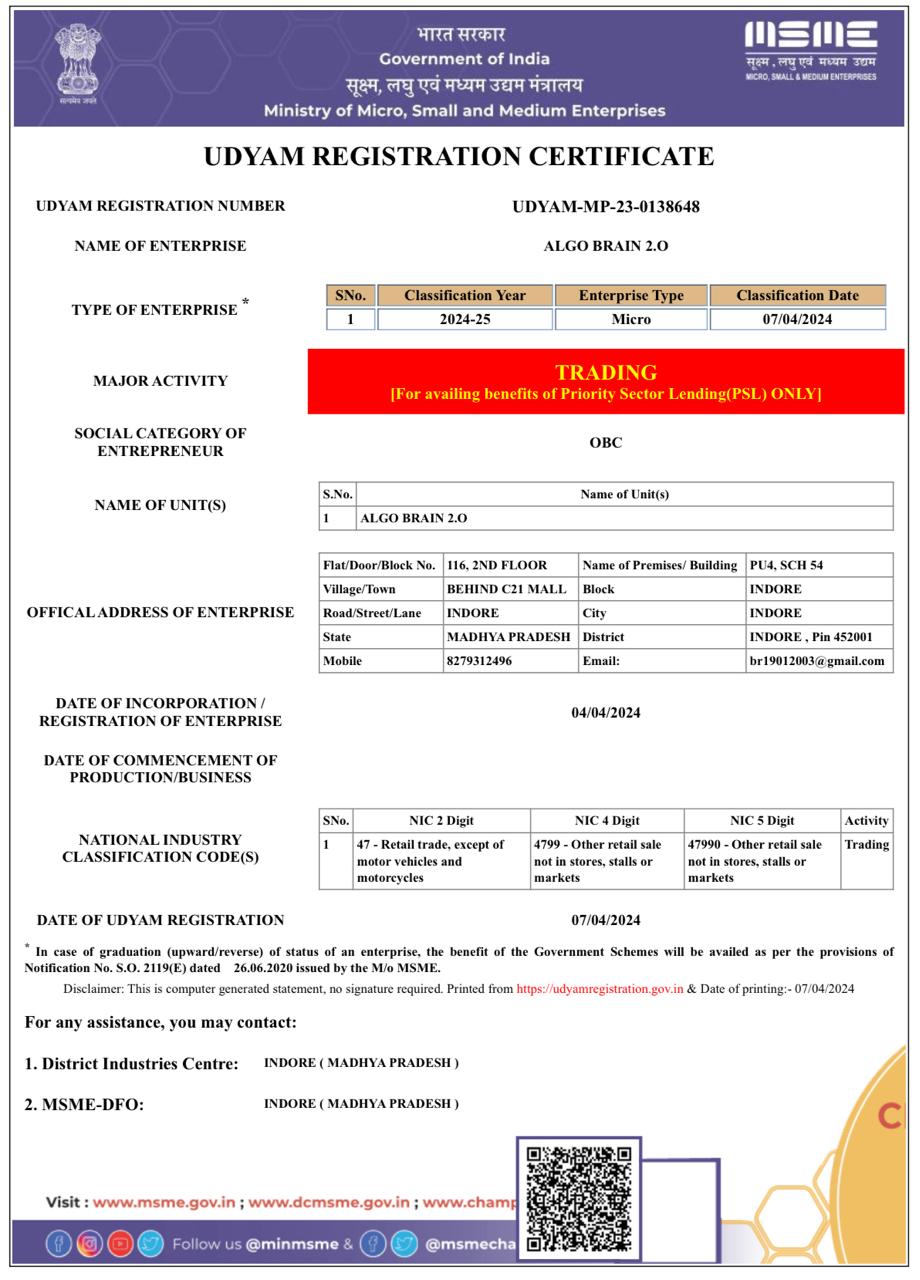 भारत सरकार
Government of India
सूक्ष्म, लघु एवं मध्यम उद्यम मंत्रालय
Ministry of Micro, Small and Medium Enterprises
सत्यमेव जयते
MSME
सूक्ष्म, लघु एवं मध्यम उद्यम
MICRO, SMALL & MEDIUM ENTERPRISES
UDYAM REGISTRATION CERTIFICATE
UDYAM REGISTRATION NUMBER UDYAM-MP-23-0138648
NAME OF ENTERPRISE ALGO BRAIN 2.O
TYPE OF ENTERPRISE *
SNo. Classification Year Enterprise Type Classification Date
1 2024-25 Micro 07/04/2024
MAJOR ACTIVITY
TRADING
[For availing benefits of Priority Sector Lending(PSL) ONLY]
SOCIAL CATEGORY OF
ENTREPRENEUR
OBC
NAME OF UNIT(S)
S.No. Name of Unit(s)
1 ALGO BRAIN 2.O
OFFICAL ADDRESS OF ENTERPRISE
Flat/Door/Block No. 116, 2ND FLOOR Name of Premises/ Building PU4, SCH 54
Village/Town BEHIND C21 MALL Block INDORE
Road/Street/Lane INDORE City INDORE
State MADHYA PRADESH District INDORE , Pin 452001
Mobile 8279312496 Email: br19012003@gmail.com
DATE OF INCORPORATION /
REGISTRATION OF ENTERPRISE
04/04/2024
DATE OF COMMENCEMENT OF
PRODUCTION/BUSINESS
NATIONAL INDUSTRY
CLASSIFICATION CODE(S)
SNo. NIC 2 Digit NIC 4 Digit NIC 5 Digit Activity
1 47 - Retail trade, except of 4799 - Other retail sale 47990 - Other retail sale Trading
motor vehicles and not in stores, stalls or not in stores, stalls or
motorcycles markets markets
DATE OF UDYAM REGISTRATION 07/04/2024
* In case of graduation (upward/reverse) of status of an enterprise, the benefit of the Government Schemes will be availed as per the provisions of
Notification No. S.O. 2119(E) dated 26.06.2020 issued by the M/o MSME.
Disclaimer: This is computer generated statement, no signature required. Printed from https://udyamregistration.gov.in & Date of printing:- 07/04/2024
For any assistance, you may contact:
1. District Industries Centre: INDORE ( MADHYA PRADESH )
2. MSME-DFO: INDORE ( MADHYA PRADESH )
C
Visit : www.msme.gov.in ; www.dcmsme.gov.in ; www.champ
Follow us @minmsme & @msmecha